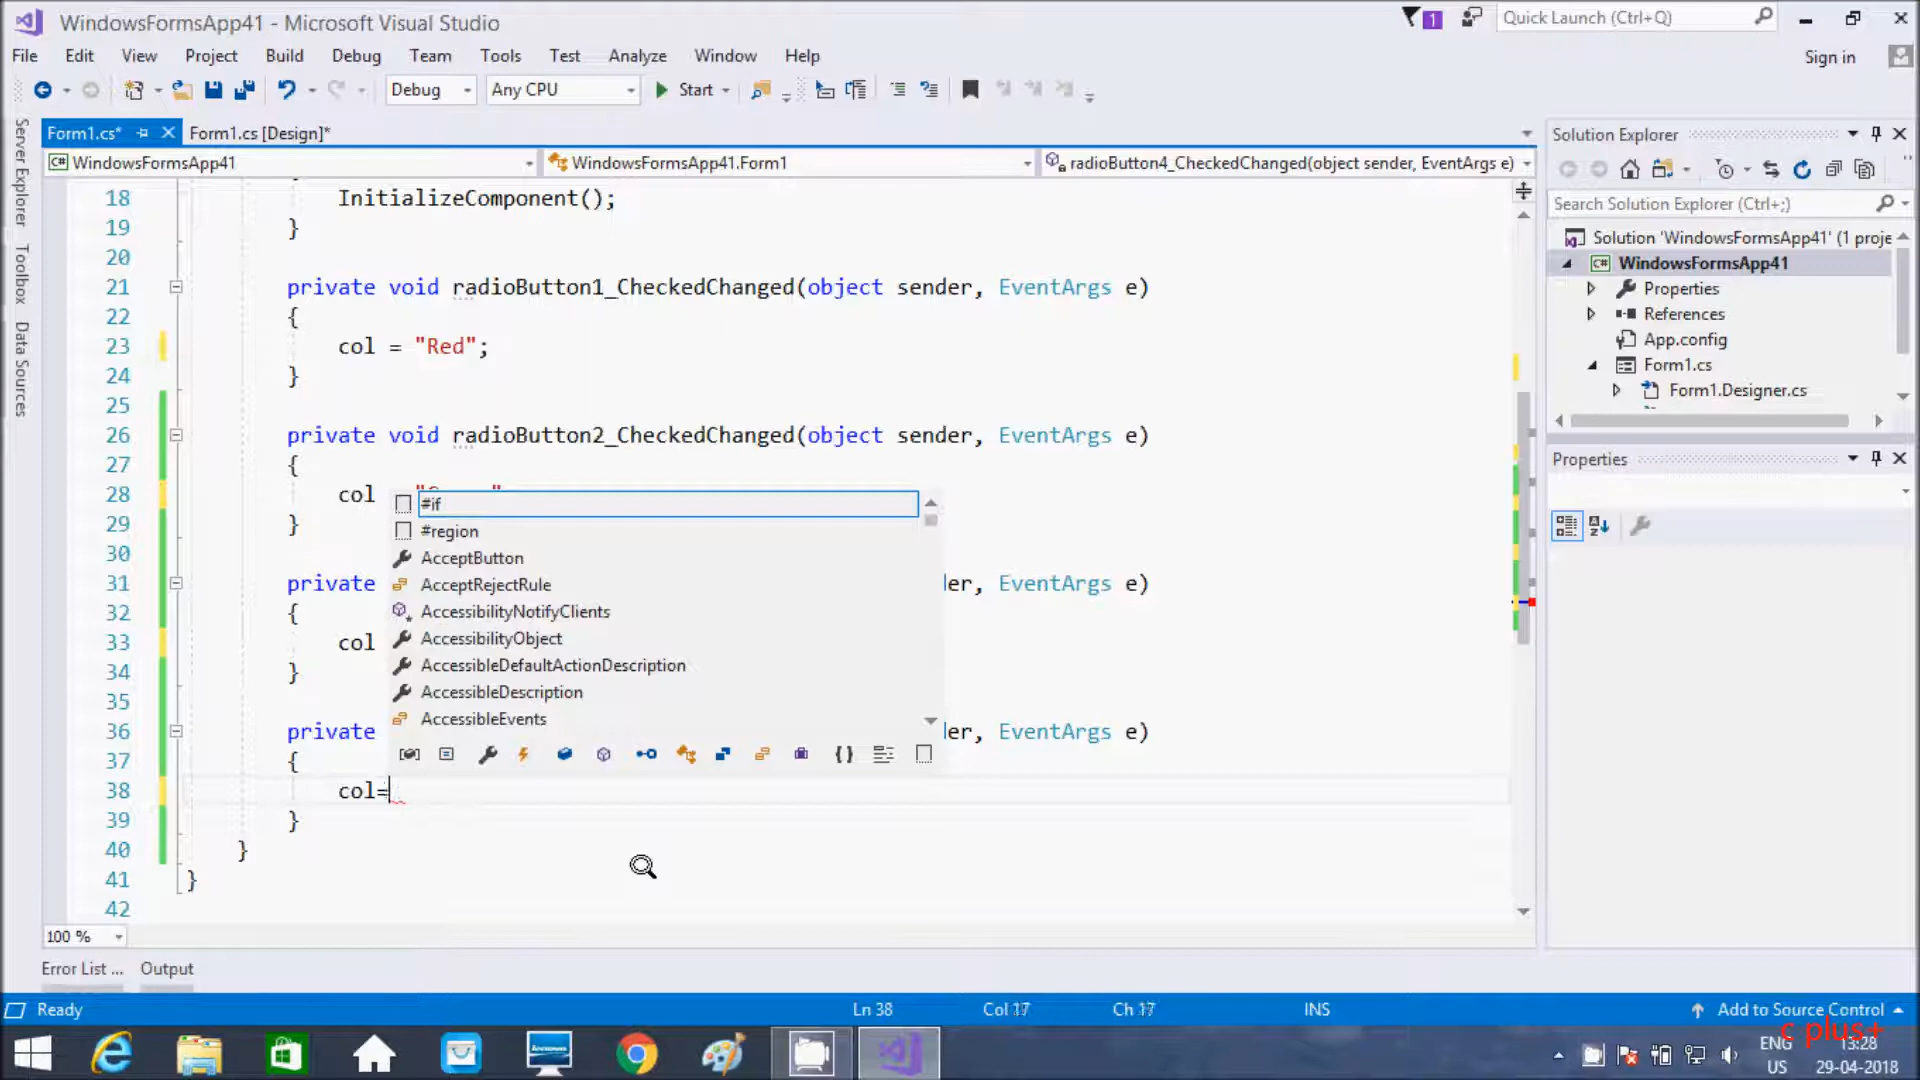 WindowsFormsApp41 - Microsoft Visual Studio
1
Quick Launch (Ctrl+Q)
File Edit View Project Build Debug Team Tools Test Analyze Window Help
Sign in
Debug
Any CPU
Start
Server Explorer
Toolbox
Data Sources
Form1.cs*
Form1.cs [Design]*
C# WindowsFormsApp41
WindowsFormsApp41.Form1
radioButton4_CheckedChanged(object sender, EventArgs e)
18 InitializeComponent();
19 }
20
21 private void radioButton1_CheckedChanged(object sender, EventArgs e)
22 {
23 col = "Red";
24 }
25
26 private void radioButton2_CheckedChanged(object sender, EventArgs e)
27 {
28 col
29 }
30
31 private er, EventArgs e)
32 {
33 col
34 }
35
36 private er, EventArgs e)
37 {
38 col=
39 }
40 }
41 }
42
#if
#region
AcceptButton
AcceptRejectRule
AccessibilityNotifyClients
AccessibilityObject
AccessibleDefaultActionDescription
AccessibleDescription
AccessibleEvents
100 %
Error List ...
Output
Solution Explorer
Search Solution Explorer (Ctrl+;)
Solution 'WindowsFormsApp41' (1 proje
C# WindowsFormsApp41
Properties
References
App.config
Form1.cs
Form1.Designer.cs
Properties
Ready
Ln 38
Col 17
Ch 17
INS
Add to Source Control
c plus+
ENG
US
13:28
29-04-2018